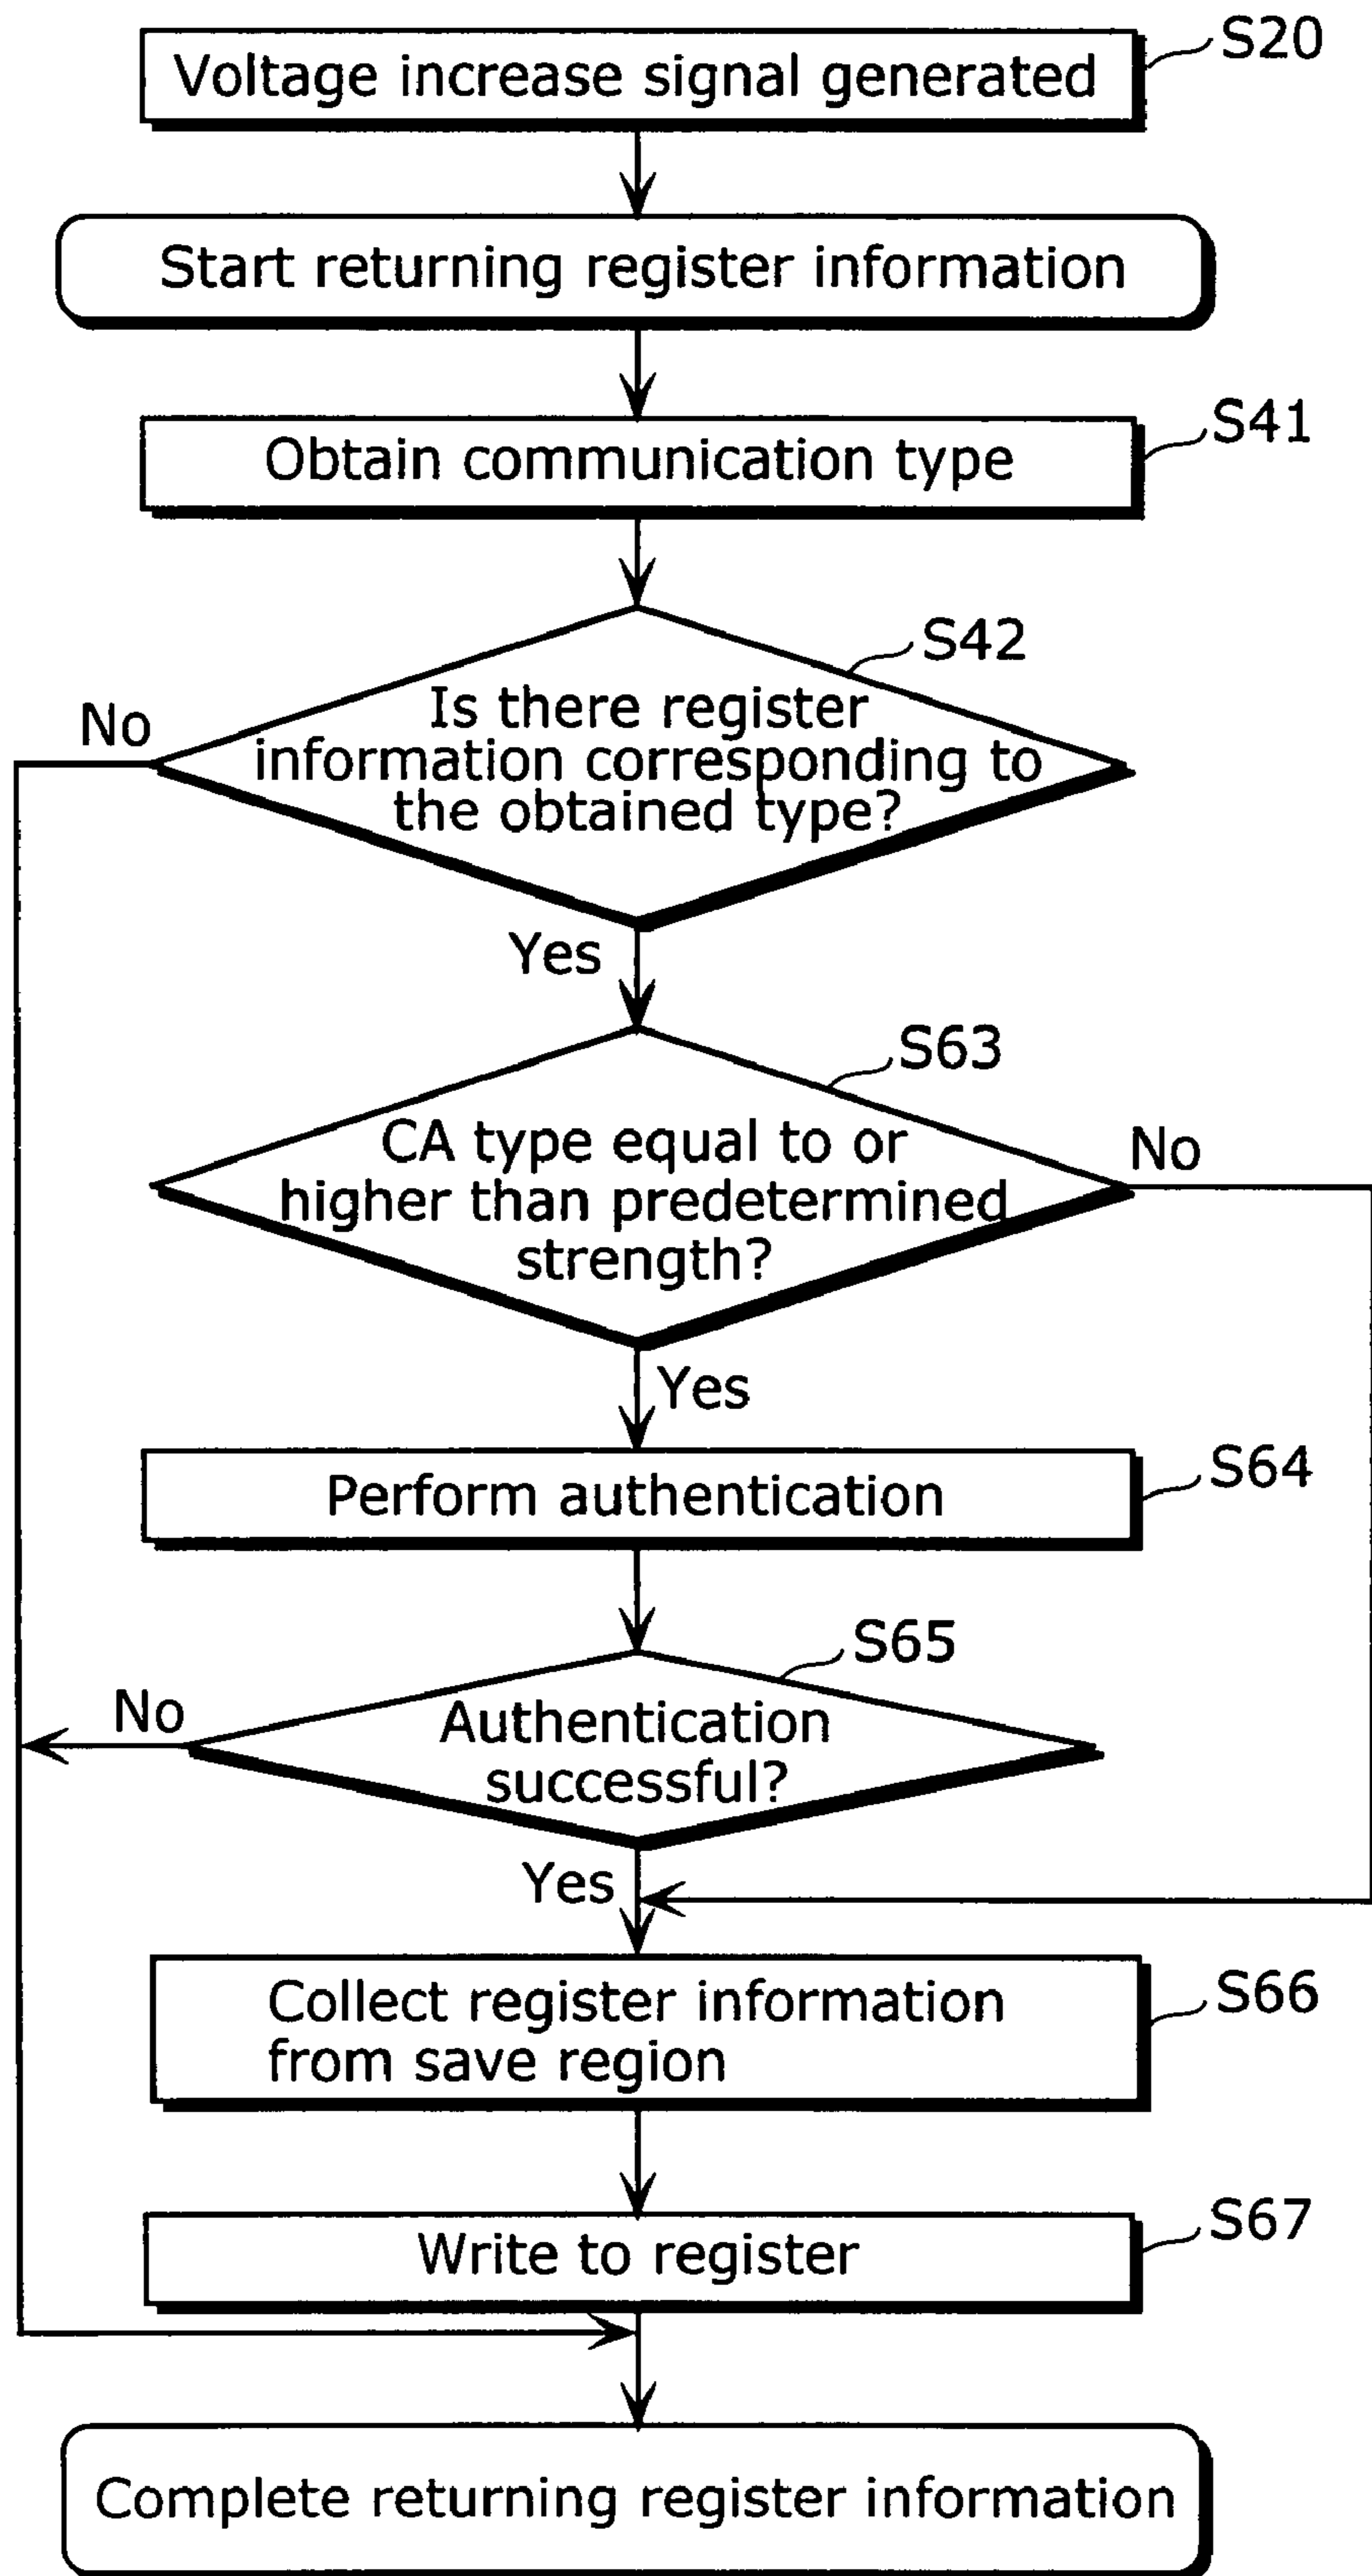 S20
Voltage increase signal generated
Start returning register information
S41
Obtain communication type
S42
No
Is there register
information corresponding to
the obtained type?
Yes
S63
CA type equal to or
higher than predetermined
strength?
No
Yes
S64
Perform authentication
S65
No
Authentication
successful?
Yes
S66
Collect register information
from save region
S67
Write to register
Complete returning register information